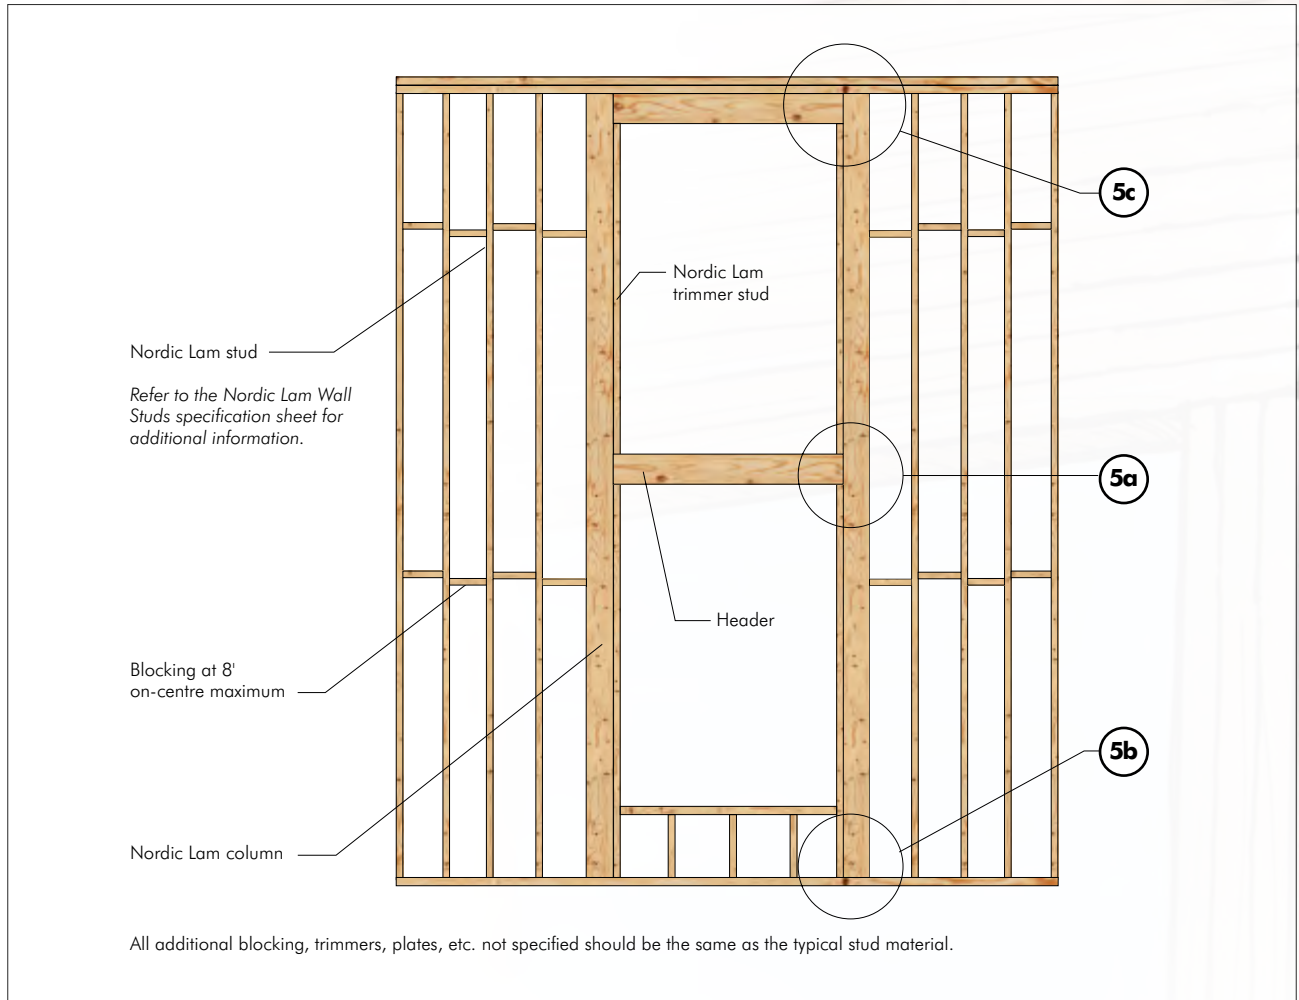 5c
Nordic Lam
trimmer stud
Nordic Lam stud
Refer to the Nordic Lam Wall
Studs specification sheet for
additional information.
5a
Header
Blocking at 8'
on-centre maximum
5b
Nordic Lam column
All additional blocking, trimmers, plates, etc. not specified should be the same as the typical stud material.